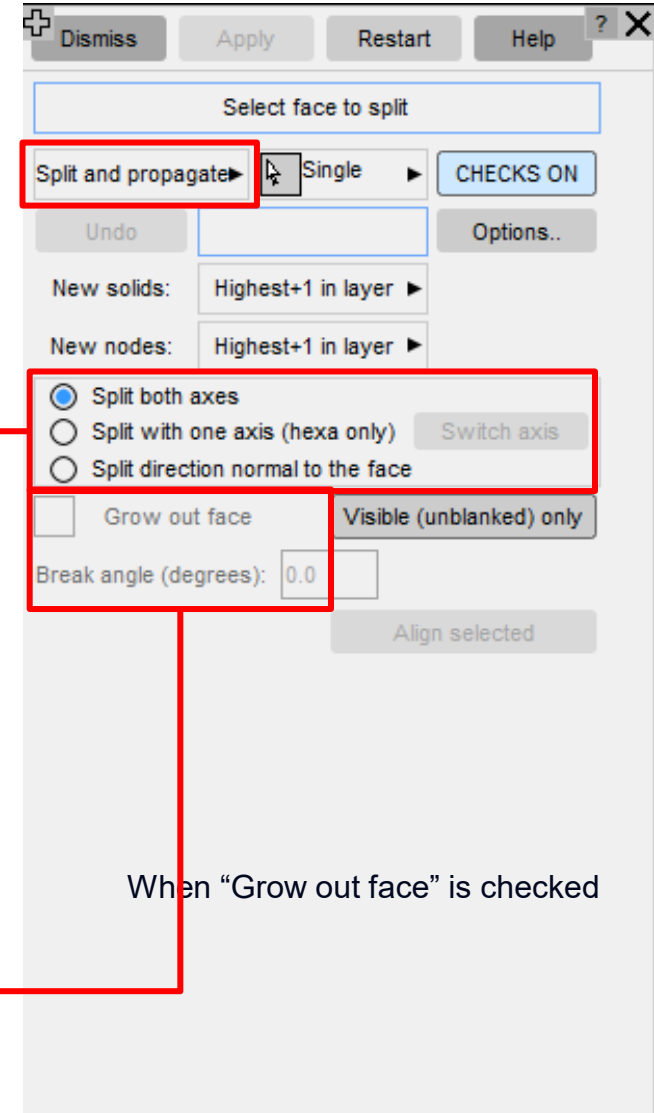 Dismiss Apply Restart Help ? X
Select face to split
Split and propagate▶ Single ▶ CHECKS ON
Undo Options..
New solids: Highest+1 in layer ▶
New nodes: Highest+1 in layer ▶
Split both axes
Split with one axis (hexa only) Switch axis
Split direction normal to the face
Grow out face Visible (unblanked) only
Break angle (degrees): 0.0
Align selected
When “Grow out face” is checked